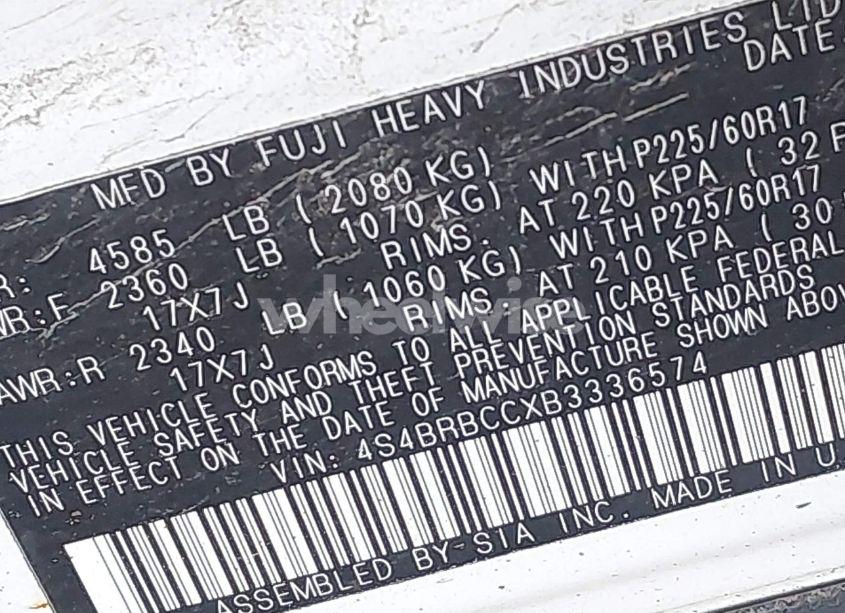 MFD BY FUJI HEAVY INDUSTRIES LTD
DATE
4585 LB ( 2080 KG)
WR:F 2360 LB ( 1070 KG) WITH P225/60R17
17X7J RIMS. AT 220 KPA ( 32
AWR:R 2340 LB ( 1060 KG) WITH P225/60R17
17X7J RIMS. AT 210 KPA ( 30
THIS VEHICLE CONFORMS TO ALL APPLICABLE FEDERAL
VEHICLE SAFETY AND THEFT PREVENTION STANDARDS
IN EFFECT ON THE DATE OF MANUFACTURE SHOWN ABOV
VIN: 4S4BRBCCXB3336574
ASSEMBLED BY SIA INC. MADE IN U.
wheelwise